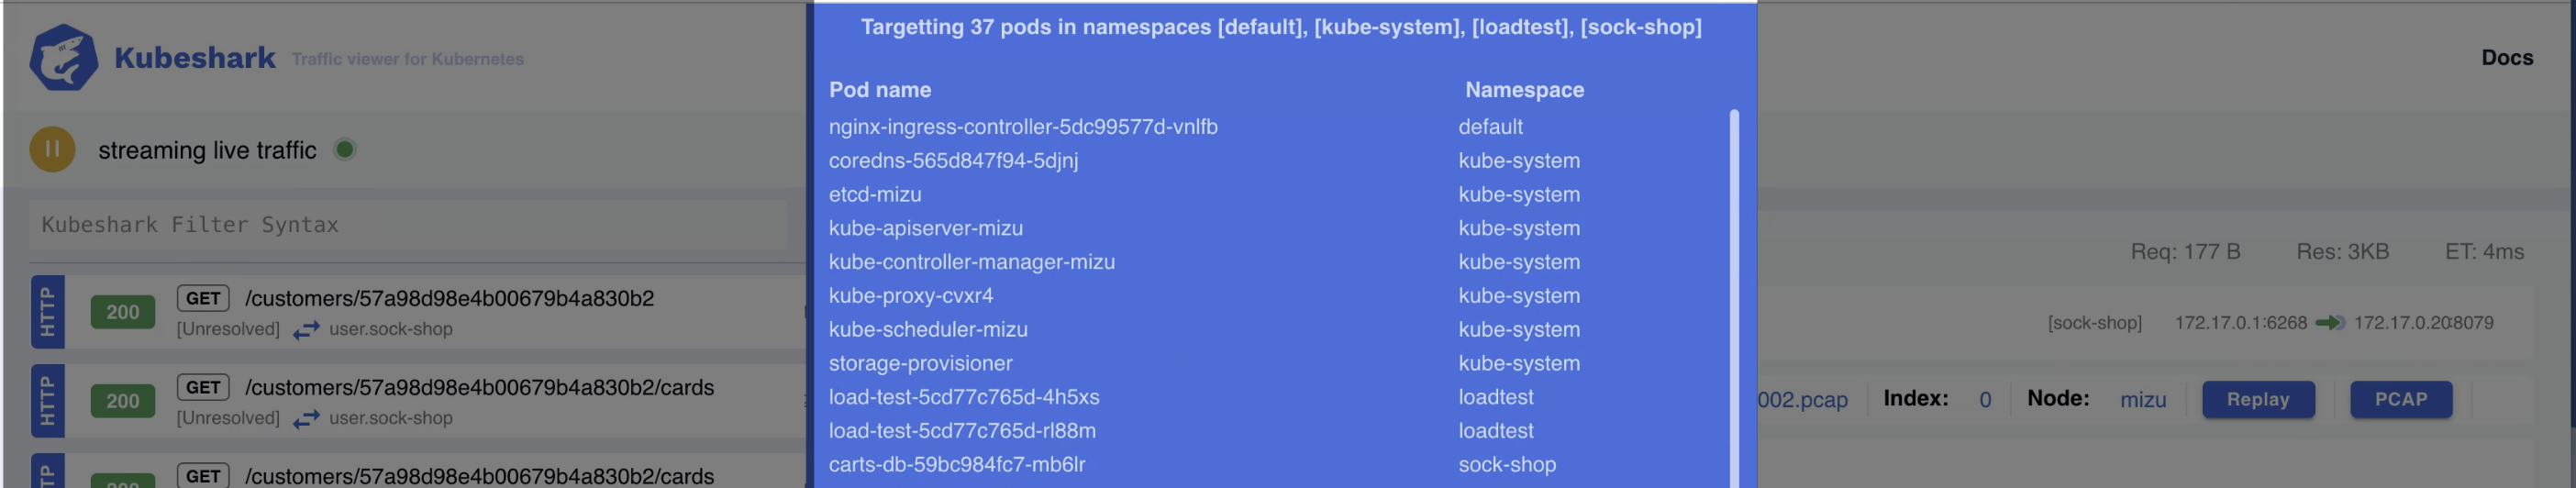 Kubeshark Traffic viewer for Kubernetes
Docs
streaming live traffic
Kubeshark Filter Syntax
HTTP 200 GET /customers/57a98d98e4b00679b4a830b2
[Unresolved] user.sock-shop
HTTP 200 GET /customers/57a98d98e4b00679b4a830b2/cards
[Unresolved] user.sock-shop
GET /customers/57a98d98e4b00679b4a830b2/cards
Targetting 37 pods in namespaces [default], [kube-system], [loadtest], [sock-shop]
Pod name Namespace
nginx-ingress-controller-5dc99577d-vnlfb default
coredns-565d847f94-5djnj kube-system
etcd-mizu kube-system
kube-apiserver-mizu kube-system
kube-controller-manager-mizu kube-system
kube-proxy-cvxr4 kube-system
kube-scheduler-mizu kube-system
storage-provisioner kube-system
load-test-5cd77c765d-4h5xs loadtest
load-test-5cd77c765d-rl88m loadtest
carts-db-59bc984fc7-mb6lr sock-shop
Req: 177 B Res: 3KB ET: 4ms
[sock-shop] 172.17.0.1:6268 172.17.0.20:8079
002.pcap Index: 0 Node: mizu Replay PCAP